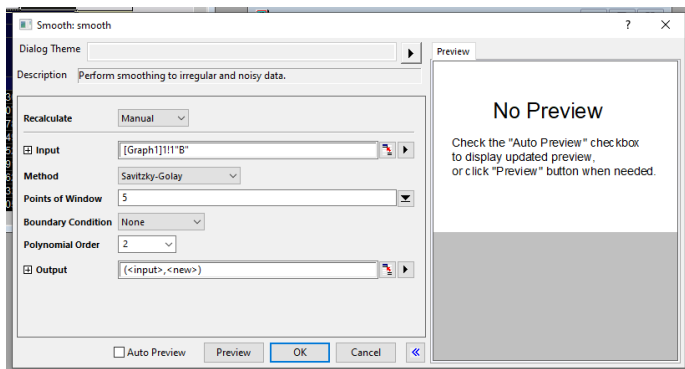 Smooth: smooth
Dialog Theme
Description Perform smoothing to irregular and noisy data.
Recalculate Manual
Input [Graph1]1!1"B"
Method Savitzky-Golay
Points of Window 5
Boundary Condition None
Polynomial Order 2
Output (<input>,<new>)
Auto Preview Preview OK Cancel
Preview
No Preview
Check the "Auto Preview" checkbox
to display updated preview,
or click "Preview" button when needed.